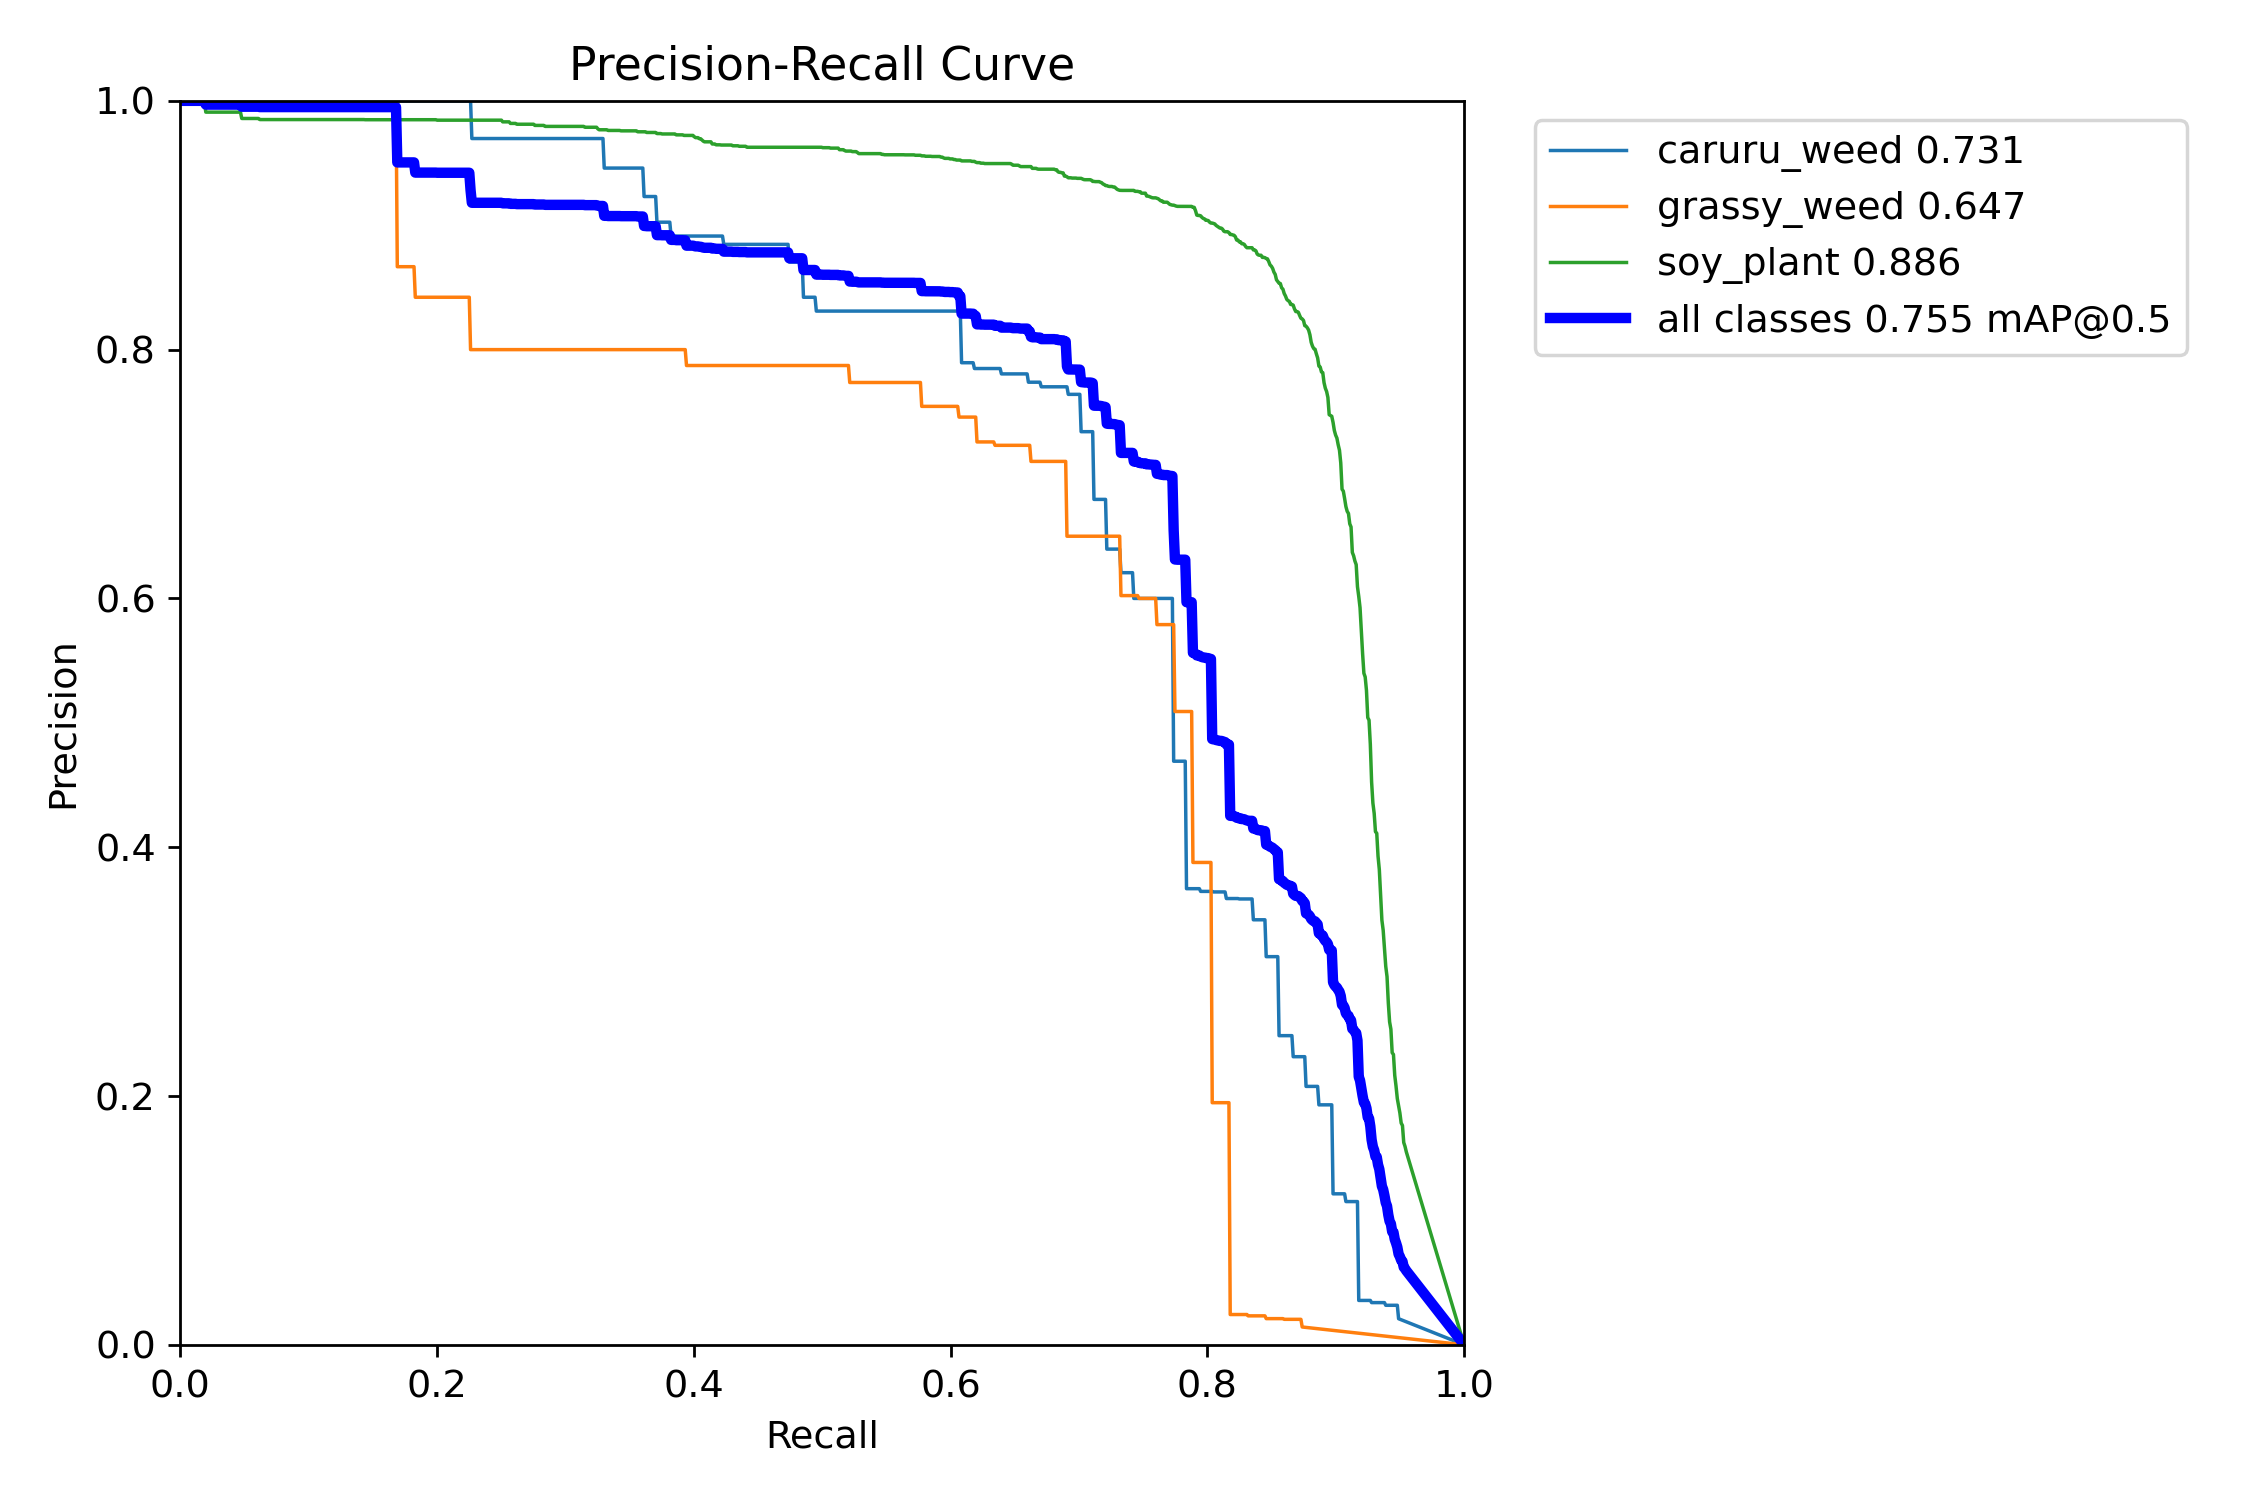 Precision-Recall Curve
1.0
0.8
0.6
0.4
0.2
0.0
Precision
0.0 0.2 0.4 0.6 0.8 1.0
Recall
caruru_weed 0.731
grassy_weed 0.647
soy_plant 0.886
all classes 0.755 mAP@0.5